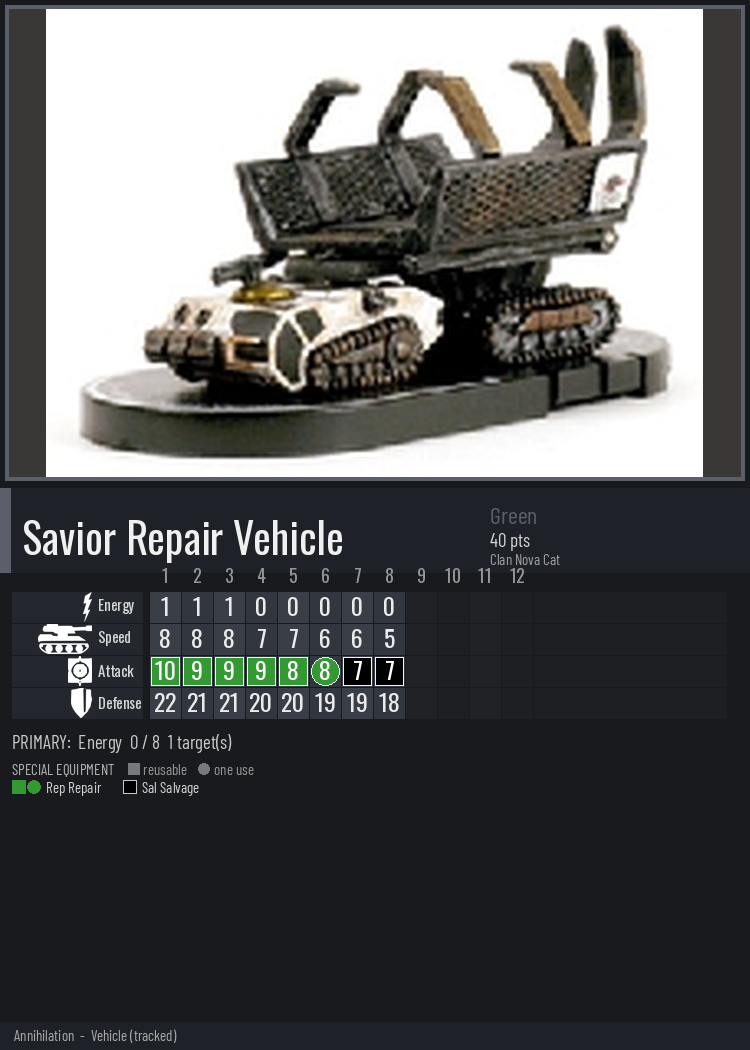 Savior Repair Vehicle
Green
40 pts
Clan Nova Cat
1 2 3 4 5 6 7 8 9 10 11 12
Energy 1 1 1 0 0 0 0 0
Speed 8 8 8 7 7 6 6 5
Attack 10 9 9 9 8 8 7 7
Defense 22 21 21 20 20 19 19 18
PRIMARY: Energy 0 / 8 1 target(s)
SPECIAL EQUIPMENT reusable one use
Rep Repair Sal Salvage
Annihilation - Vehicle (tracked)